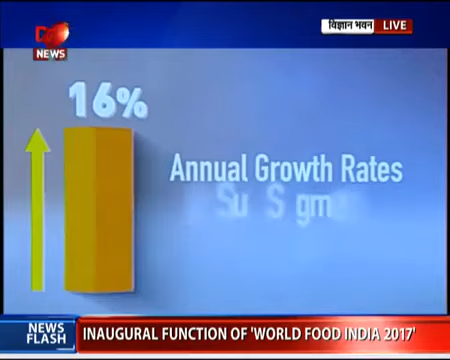 DD
NEWS
विज्ञान भवन LIVE
16%
Annual Growth Rates
NEWS FLASH
INAUGURAL FUNCTION OF 'WORLD FOOD INDIA 2017'